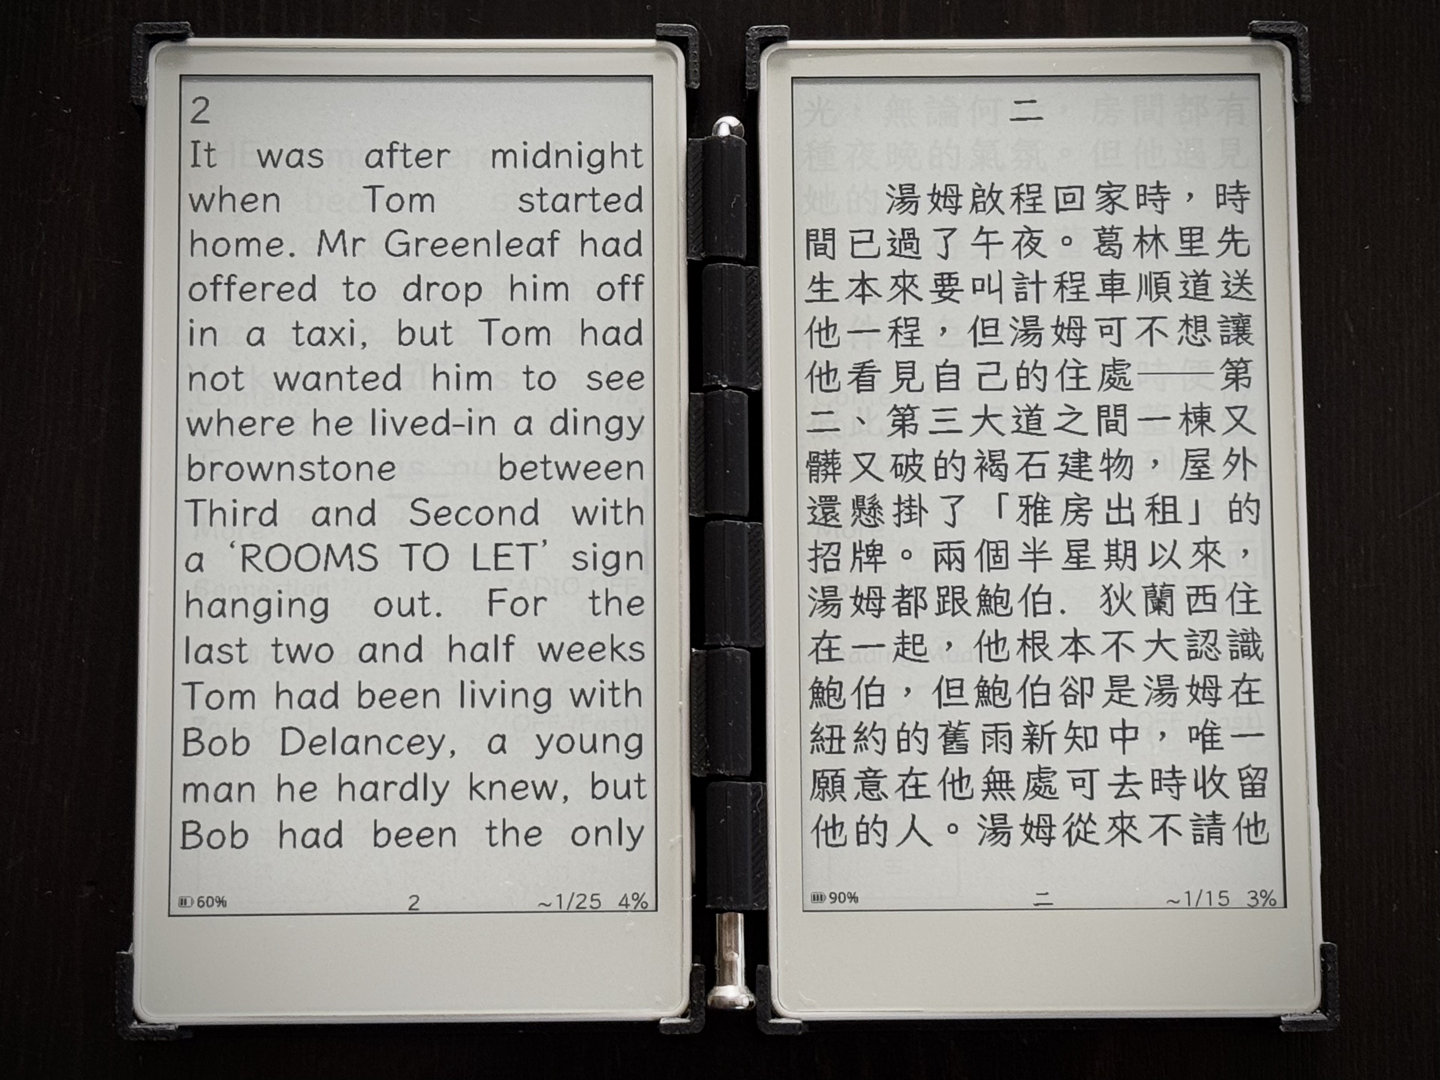 2
It was after midnight
when Tom started
home. Mr Greenleaf had
offered to drop him off
in a taxi, but Tom had
not wanted him to see
where he lived-in a dingy
brownstone between
Third and Second with
a ‘ROOMS TO LET’ sign
hanging out. For the
last two and half weeks
Tom had been living with
Bob Delancey, a young
man he hardly knew, but
Bob had been the only
60% 2 ~1/25 4%
二
湯姆啟程回家時，時
間已過了午夜。葛林里先
生本來要叫計程車順道送
他一程，但湯姆可不想讓
他看見自己的住處——第
二、第三大道之間一棟又
髒又破的褐石建物，屋外
還懸掛了「雅房出租」的
招牌。兩個半星期以來，
湯姆都跟鮑伯．狄蘭西住
在一起，他根本不大認識
鮑伯，但鮑伯卻是湯姆在
紐約的舊雨新知中，唯一
願意在他無處可去時收留
他的人。湯姆從來不請他
90% 二 ~1/15 3%